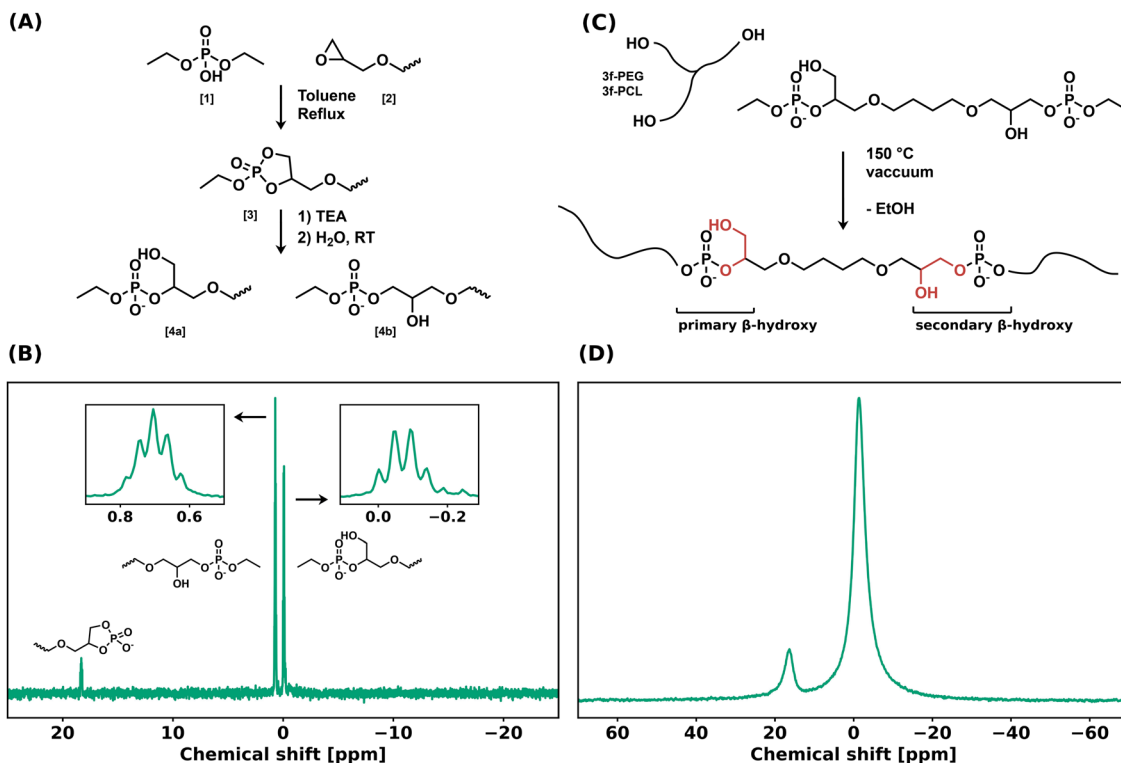 (A)
O
P
O
O
OH
[1]
O
O
[2]
Toluene
Reflux
O
O
P
O
O
O
[3]
1) TEA
2) H2O, RT
HO
O
O
P
O
O-
O
[4a]
O
O
P
O
O-
OH
O
[4b]
(C)
OH
HO
3f-PEG
3f-PCL
HO
HO
O
O
P
O
O-
O
O
OH
O
O
P
O
O-
150 °C
vaccuum
- EtOH
HO
O
O
P
O
O-
O
O
OH
O
O
P
O
O-
primary β-hydroxy
secondary β-hydroxy
(B)
0.8
0.6
0.0
−0.2
O
OH
O
O
P
O
O-
HO
O
O
P
O
O-
O
O
O
O
P
O
O-
20
10
0
−10
−20
Chemical shift [ppm]
(D)
60
40
20
0
−20
−40
−60
Chemical shift [ppm]